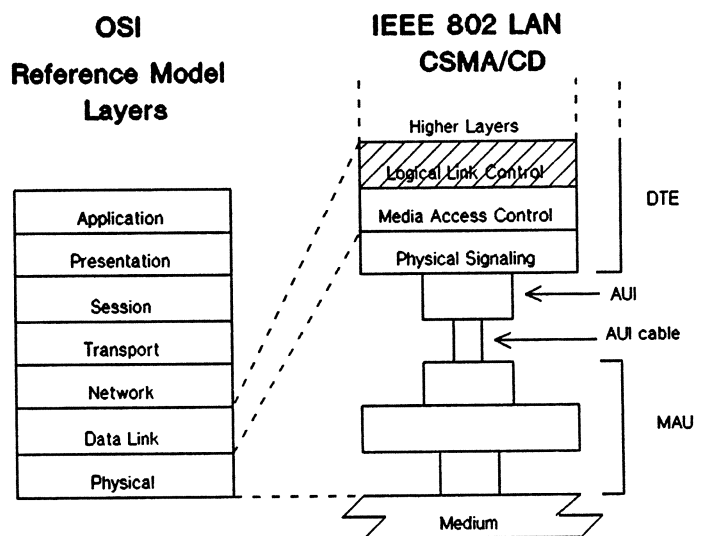 OSI
Reference Model
Layers
Application
Presentation
Session
Transport
Network
Data Link
Physical
IEEE 802 LAN
CSMA/CD
Higher Layers
Logical Link Control
Media Access Control
Physical Signaling
DTE
AUI
AUI cable
MAU
Medium